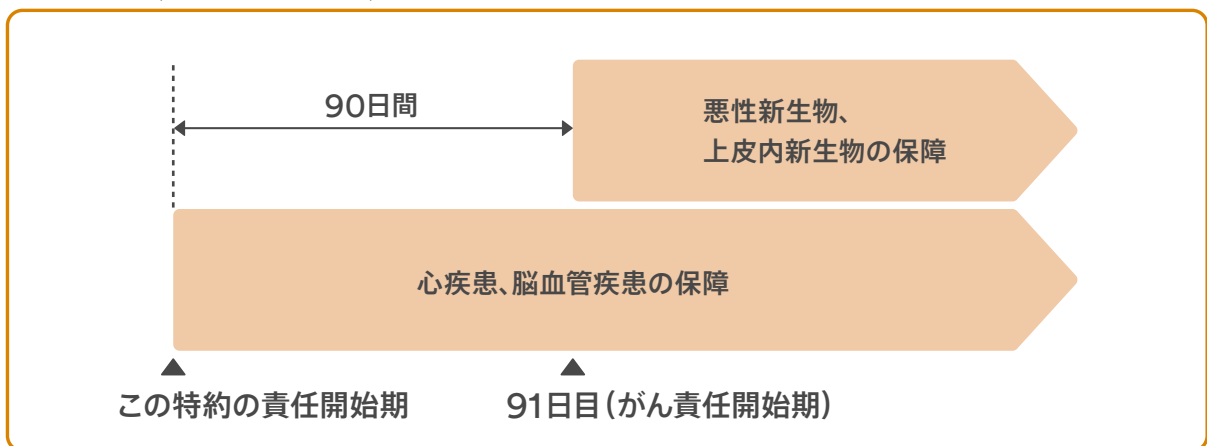 90日間
悪性新生物、
上皮内新生物の保障
心疾患、脳血管疾患の保障
この特約の責任開始期
91日目(がん責任開始期)